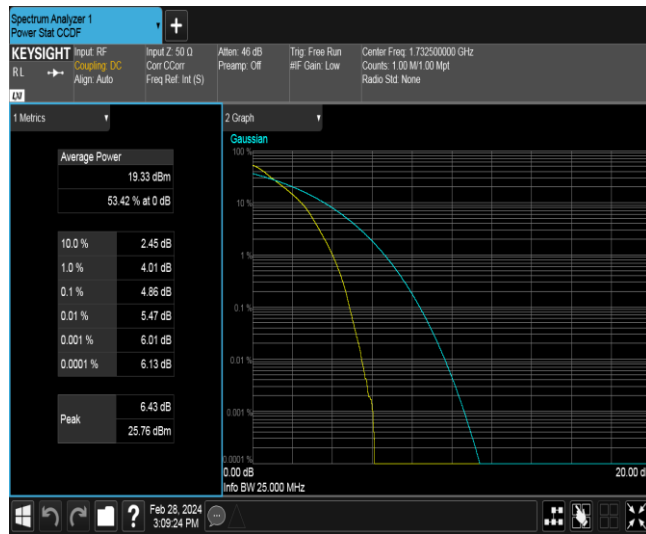 Spectrum Analyzer 1
Power Stat CCDF
+
KEYSIGHT
RL
LXI
Input: RF
Coupling: DC
Align: Auto
Input Z: 50 Ω
Corr CCorr
Freq Ref: Int (S)
Atten: 46 dB
Preamp: Off
Trig: Free Run
#IF Gain: Low
Center Freq: 1.732500000 GHz
Counts: 1.00 M/1.00 Mpt
Radio Std: None
1 Metrics
Average Power
19.33 dBm
53.42 % at 0 dB
10.0 % 2.45 dB
1.0 % 4.01 dB
0.1 % 4.86 dB
0.01 % 5.47 dB
0.001 % 6.01 dB
0.0001 % 6.13 dB
Peak
6.43 dB
25.76 dBm
2 Graph
Gaussian
100 %
10 %
1 %
0.1 %
0.01 %
0.001 %
0.0001 %
0.00 dB
20.00 d
Info BW 25.000 MHz
?
Feb 28, 2024
3:09:24 PM